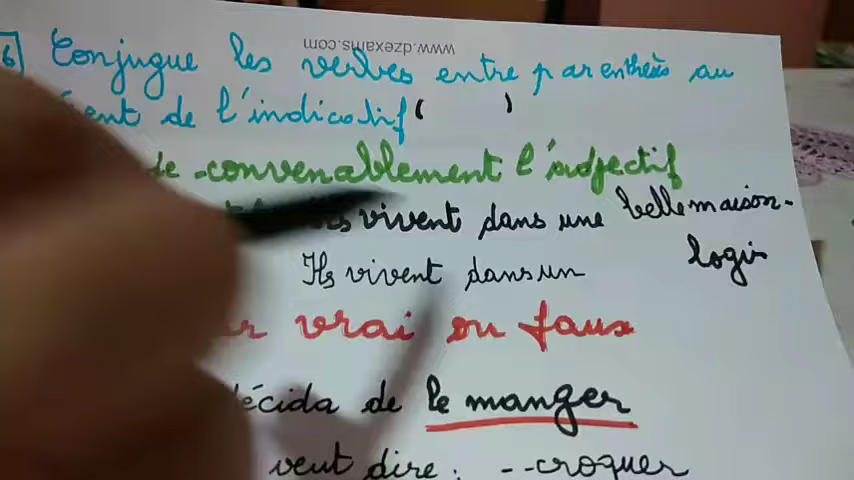 www.dzexams.com
6 Conjugue les verbes entre parenthèses au
de l'indicatif ( )
convenablement l'adjectif
vivent dans une belle maison.
logis
Ils vivent dans un
vrai ou faux
décida de le manger
veut dire : --croquer